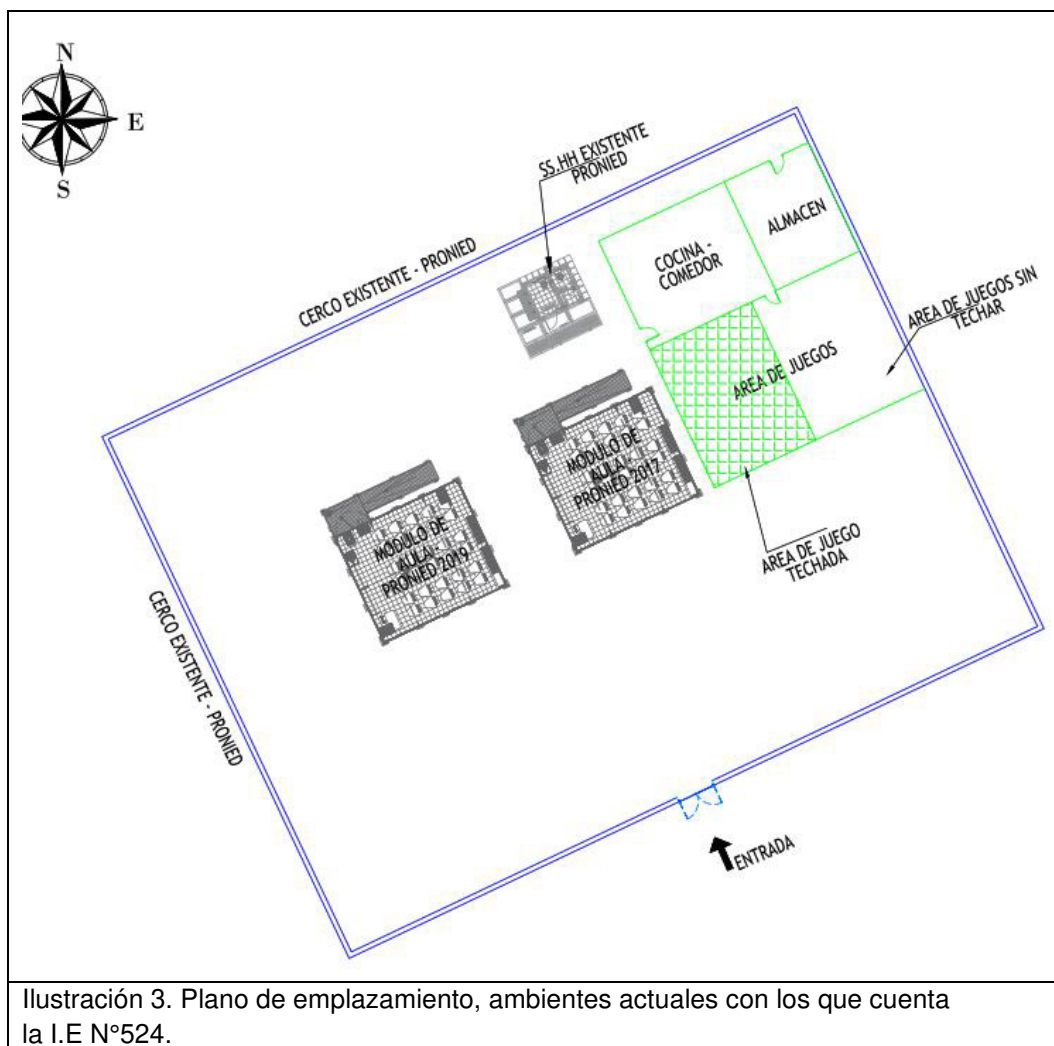 N
E
S
SS.HH EXISTENTE
PRONIED
CERCO EXISTENTE - PRONIED
COCINA -
COMEDOR
ALMACEN
AREA DE JUEGOS SIN
TECHAR
AREA DE JUEGOS
MODULO DE
AULA -
PRONIED 2017
MODULO DE
AULA -
PRONIED 2019
AREA DE JUEGO
TECHADA
CERCO EXISTENTE - PRONIED
ENTRADA
Ilustración 3. Plano de emplazamiento, ambientes actuales con los que cuenta
la I.E N°524.